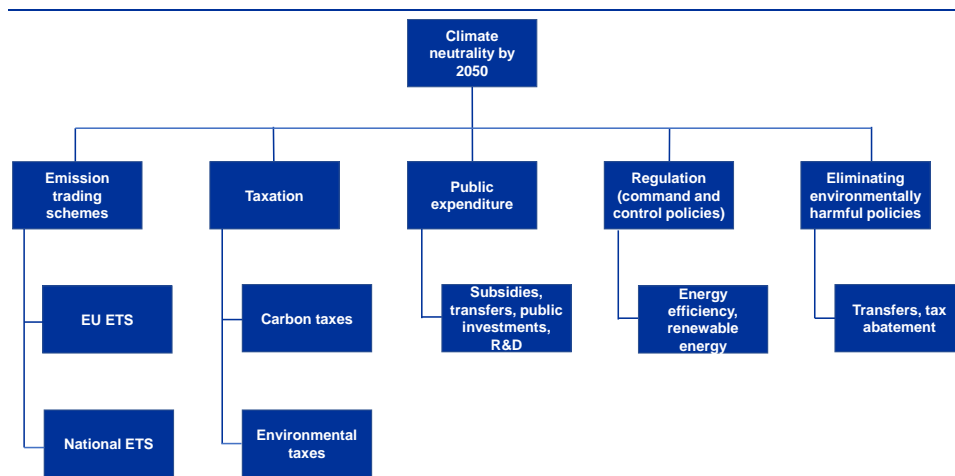 Climate
neutrality by
2050
Emission
trading
schemes
Taxation
Public
expenditure
Regulation
(command and
control policies)
Eliminating
environmentally
harmful policies
EU ETS
Carbon taxes
Subsidies,
transfers, public
investments,
R&D
Energy
efficiency,
renewable
energy
Transfers, tax
abatement
National ETS
Environmental
taxes